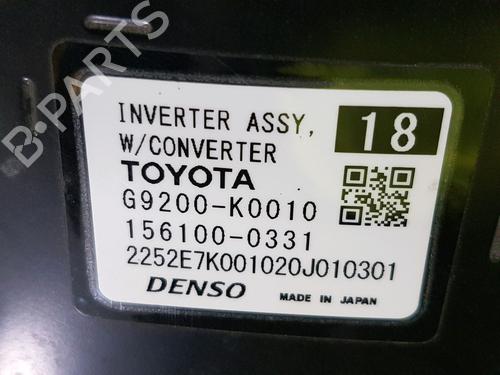 B-PARTS
INVERTER ASSY, 18
W/CONVERTER
TOYOTA
G9200-K0010
156100-0331
2252E7K001020J010301
DENSO MADE IN JAPAN